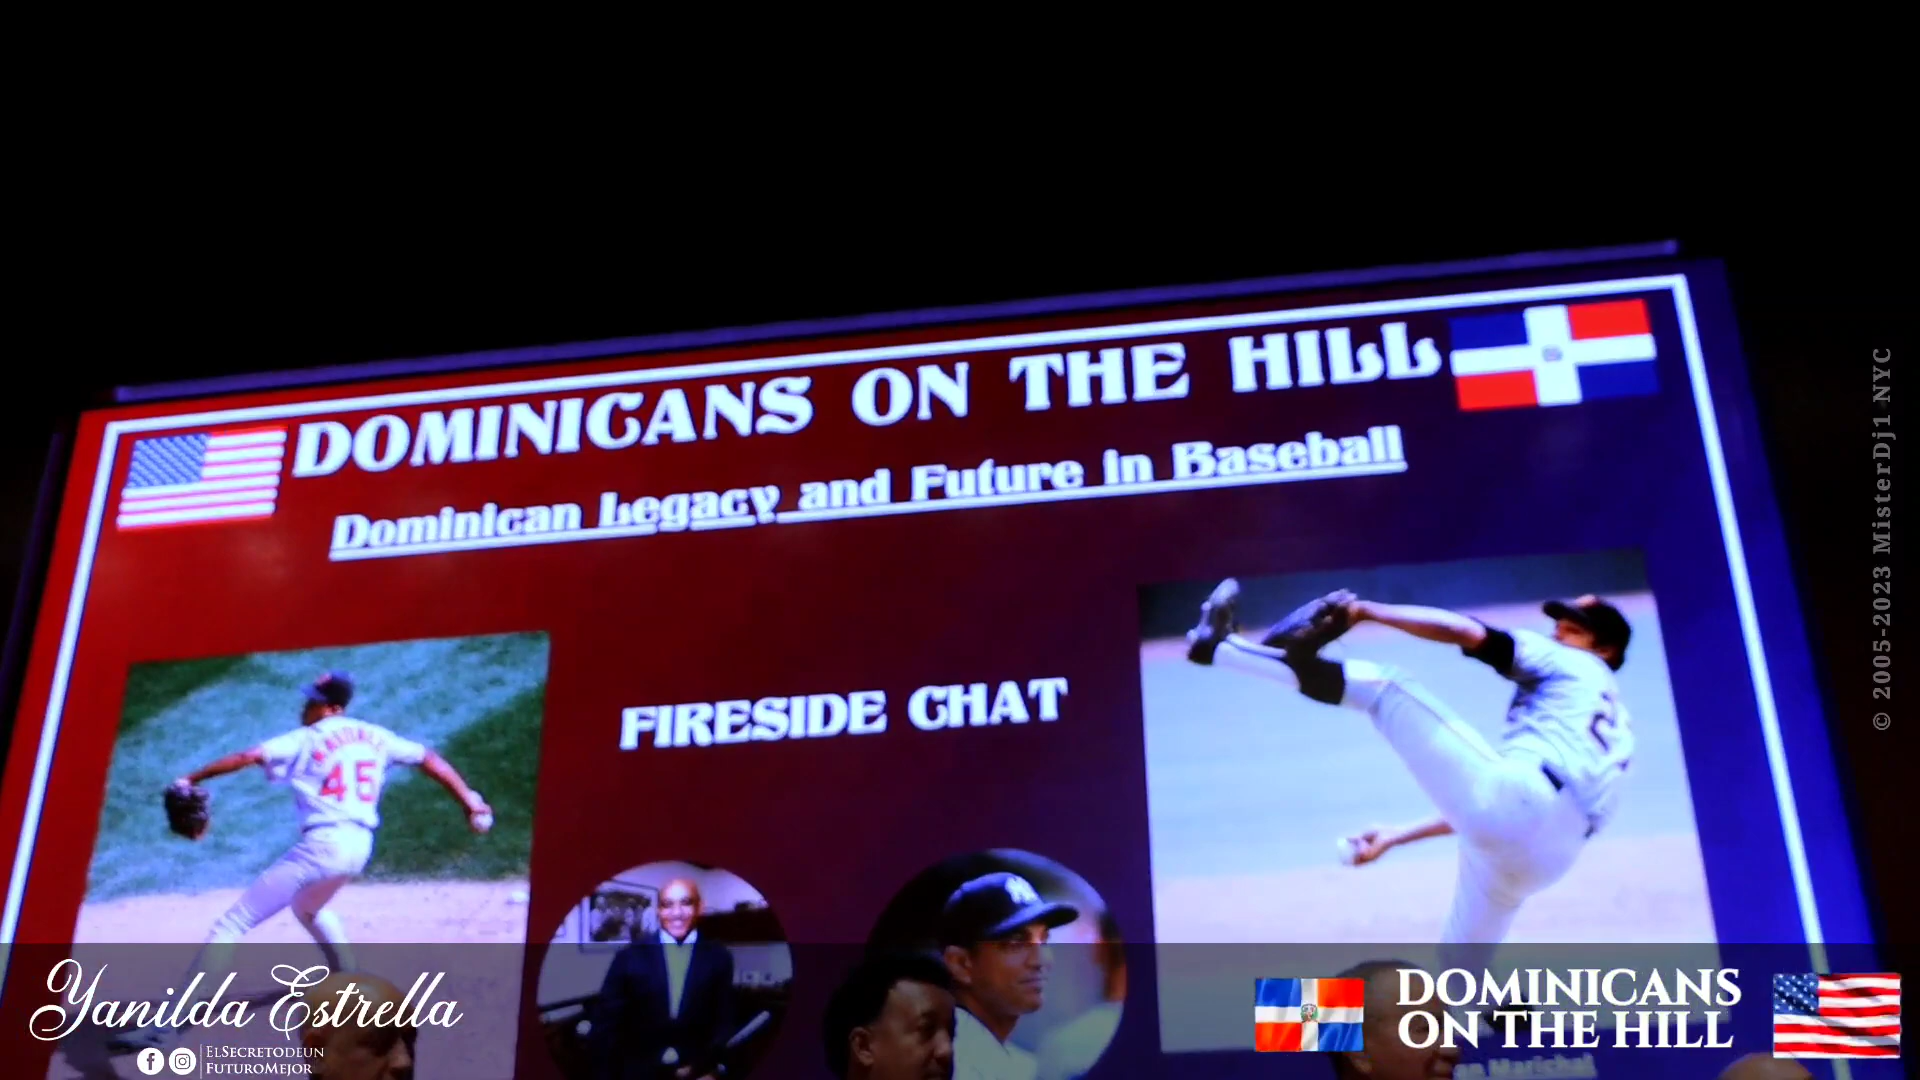 DOMINICANS ON THE HILL
Dominican Legacy and Future in Baseball
FIRESIDE CHAT
45
© 2005-2023 MisterDj1 NYC
Yanilda Estrella
ELSECRETODEUN
FUTUROMEJOR
DOMINICANS
ON THE HILL
Marichal